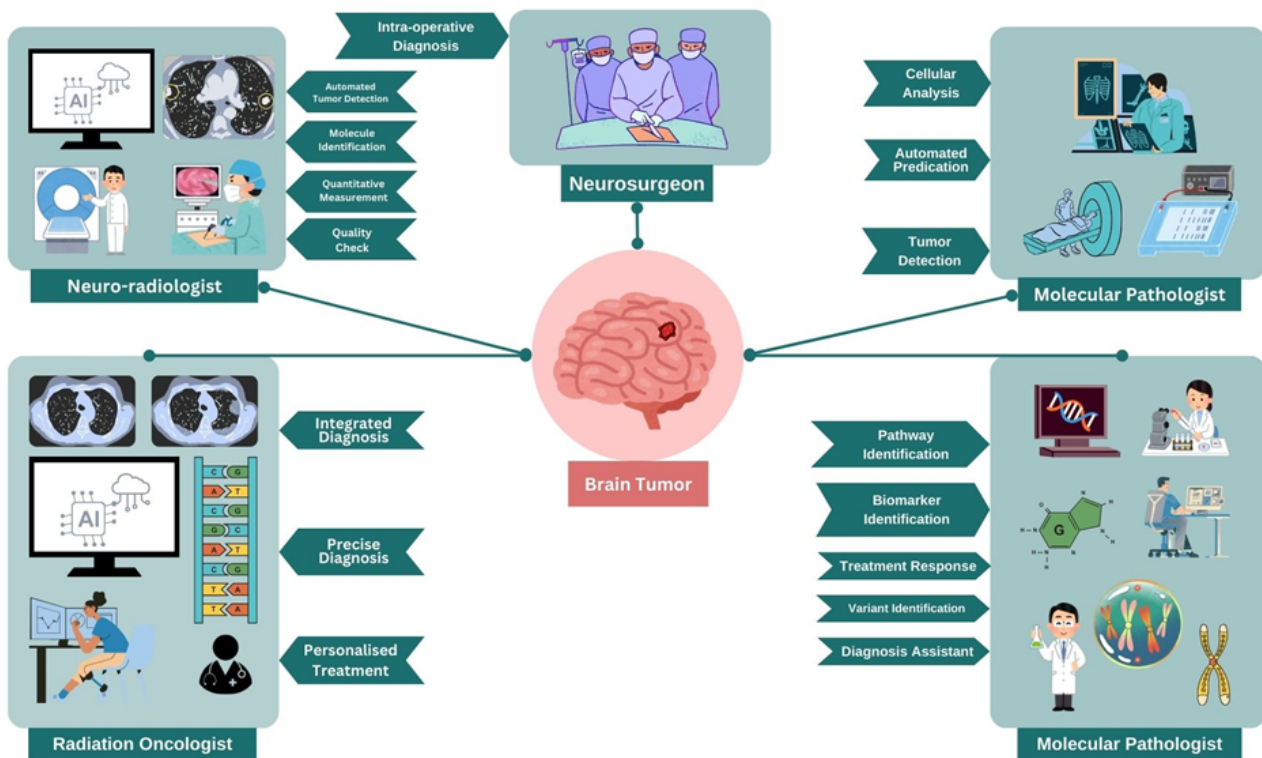 Intra-operative
Diagnosis
AI
Automated
Tumor Detection
Molecule
Identification
Quantitative
Measurement
Quality
Check
Neuro-radiologist
Neurosurgeon
Cellular
Analysis
Automated
Predication
Tumor
Detection
Molecular Pathologist
Brain Tumor
Integrated
Diagnosis
AI
C G
A T
C G
G C
A T
C G
T A
T A
Precise
Diagnosis
Personalised
Treatment
Radiation Oncologist
Pathway
Identification
Biomarker
Identification
Treatment Response
Variant Identification
Diagnosis Assistant
O
N
H
H
N
G
N
H
N
N
H
H
Molecular Pathologist